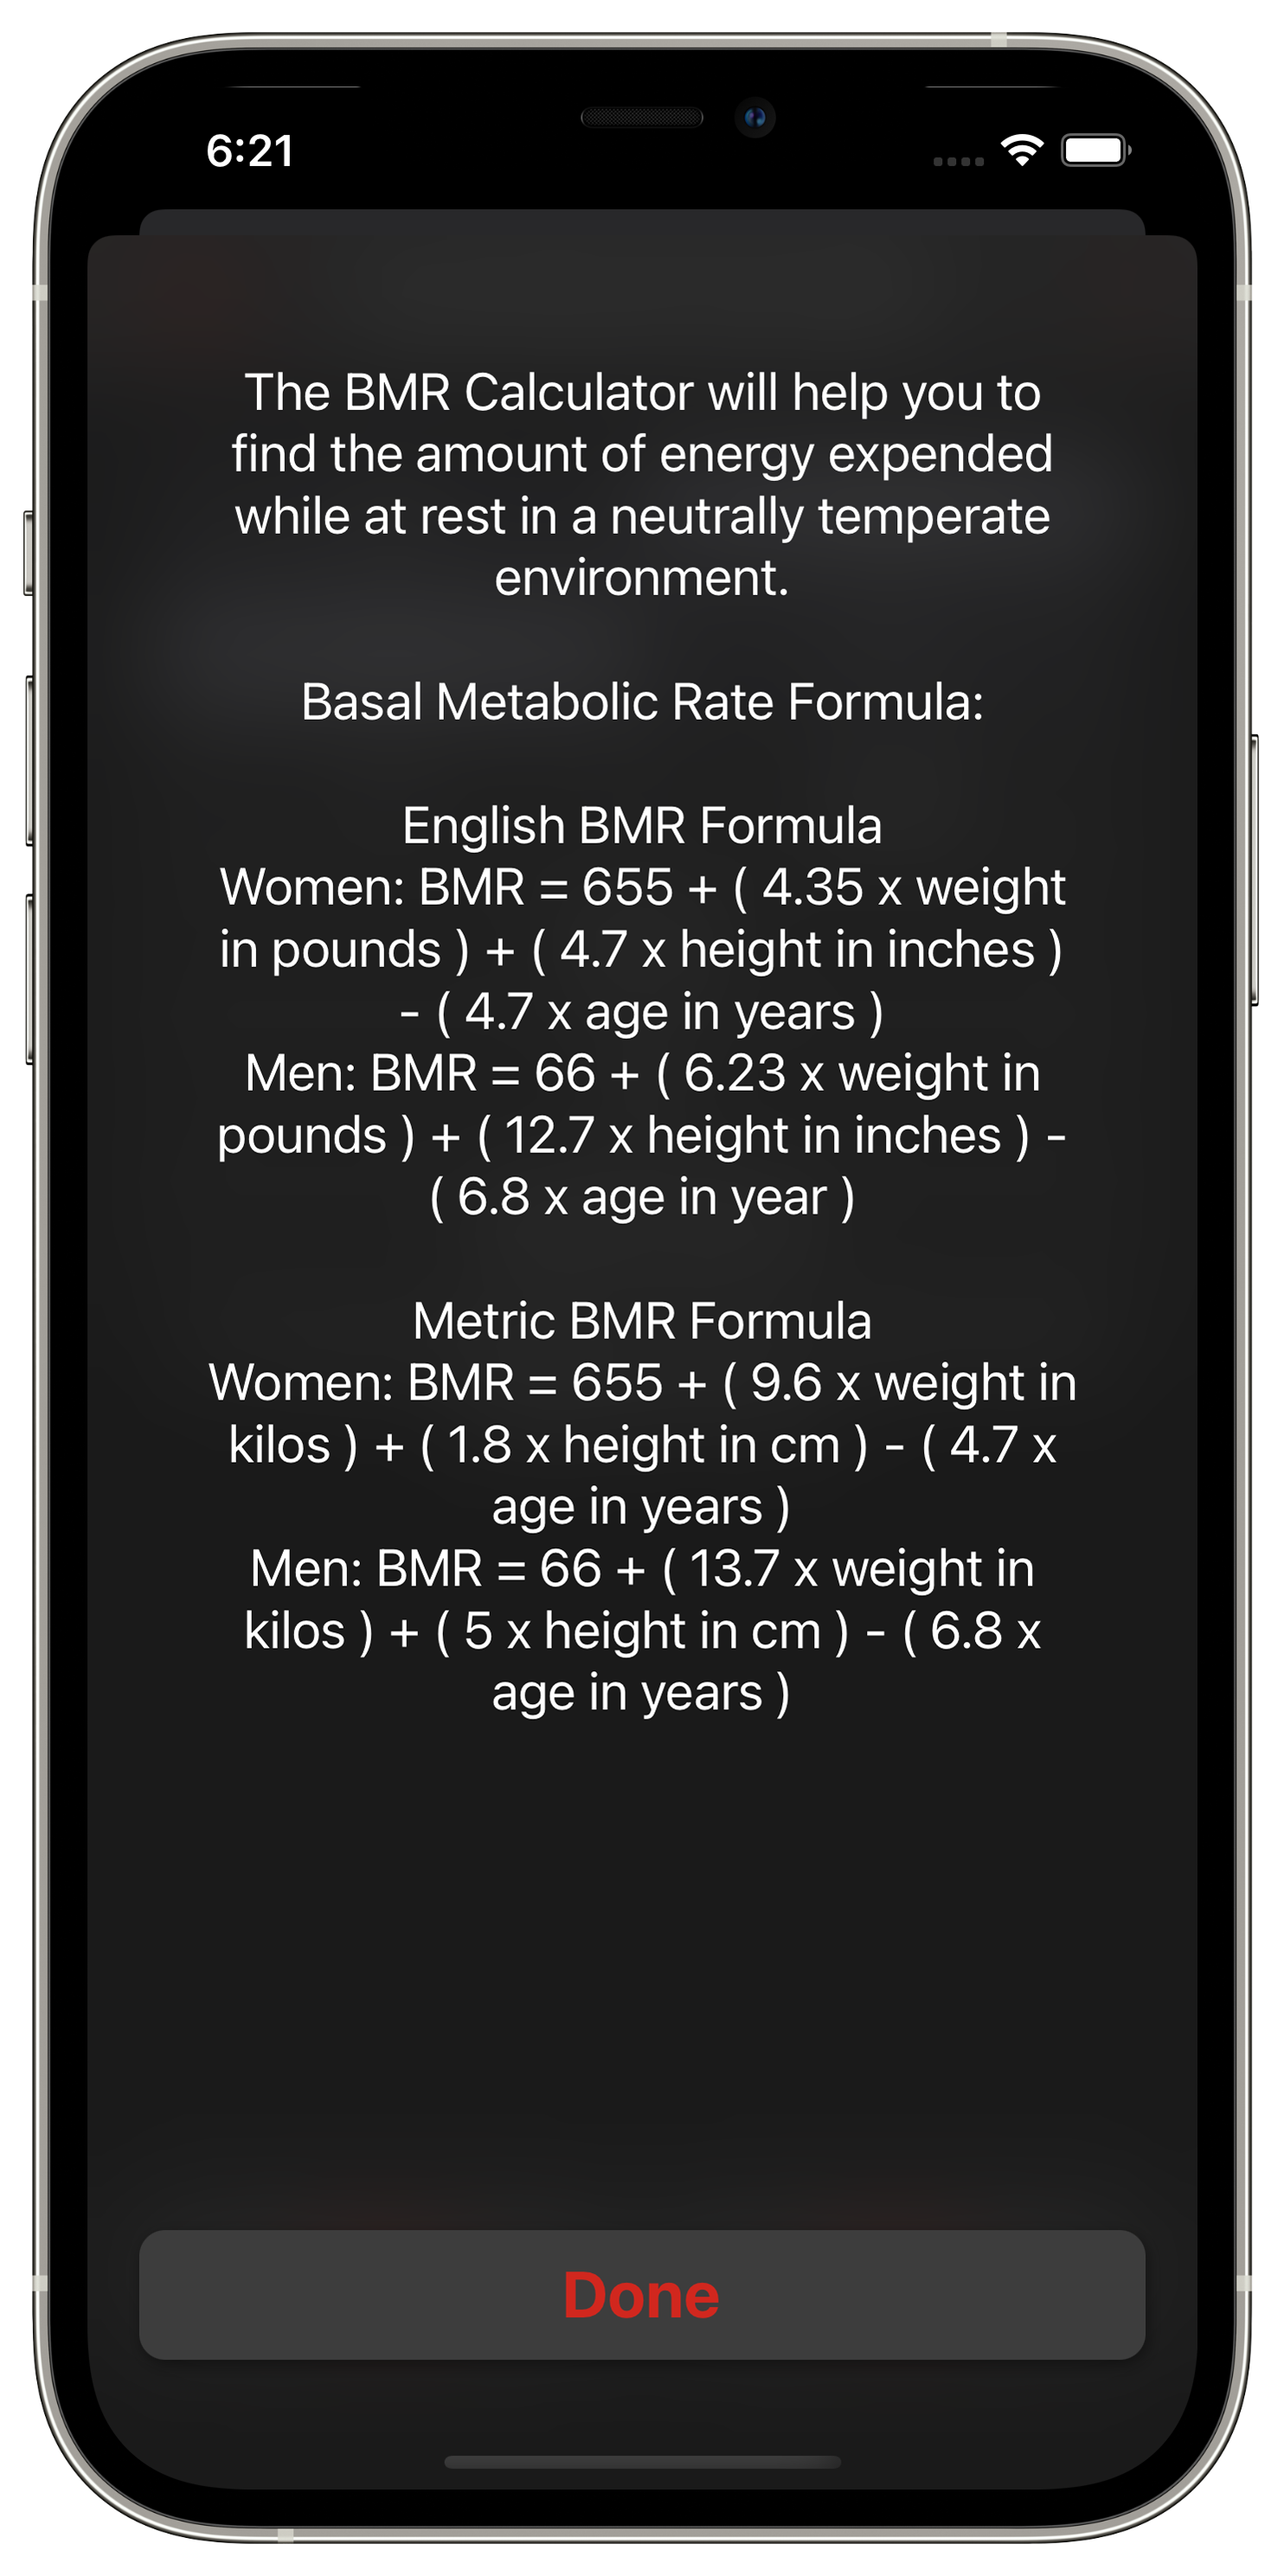 6:21
The BMR Calculator will help you to
find the amount of energy expended
while at rest in a neutrally temperate
environment.
Basal Metabolic Rate Formula:
English BMR Formula
Women: BMR = 655 + ( 4.35 x weight
in pounds ) + ( 4.7 x height in inches )
- ( 4.7 x age in years )
Men: BMR = 66 + ( 6.23 x weight in
pounds ) + ( 12.7 x height in inches ) -
( 6.8 x age in year )
Metric BMR Formula
Women: BMR = 655 + ( 9.6 x weight in
kilos ) + ( 1.8 x height in cm ) - ( 4.7 x
age in years )
Men: BMR = 66 + ( 13.7 x weight in
kilos ) + ( 5 x height in cm ) - ( 6.8 x
age in years )
Done